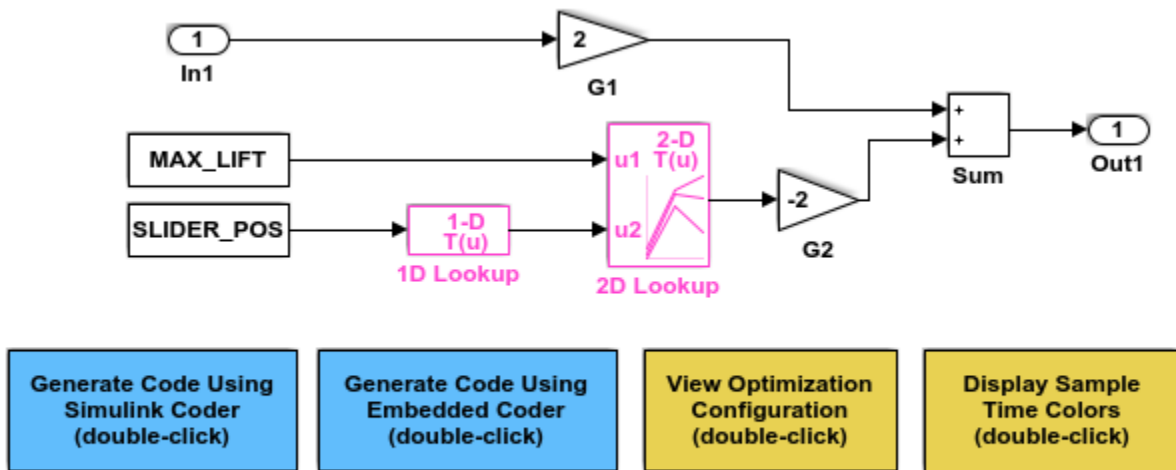 1
In1
2
G1
MAX_LIFT
SLIDER_POS
1-D
T(u)
1D Lookup
u1
2-D
T(u)
u2
2D Lookup
-2
G2
+
+
Sum
1
Out1
Generate Code Using
Simulink Coder
(double-click)
Generate Code Using
Embedded Coder
(double-click)
View Optimization
Configuration
(double-click)
Display Sample
Time Colors
(double-click)